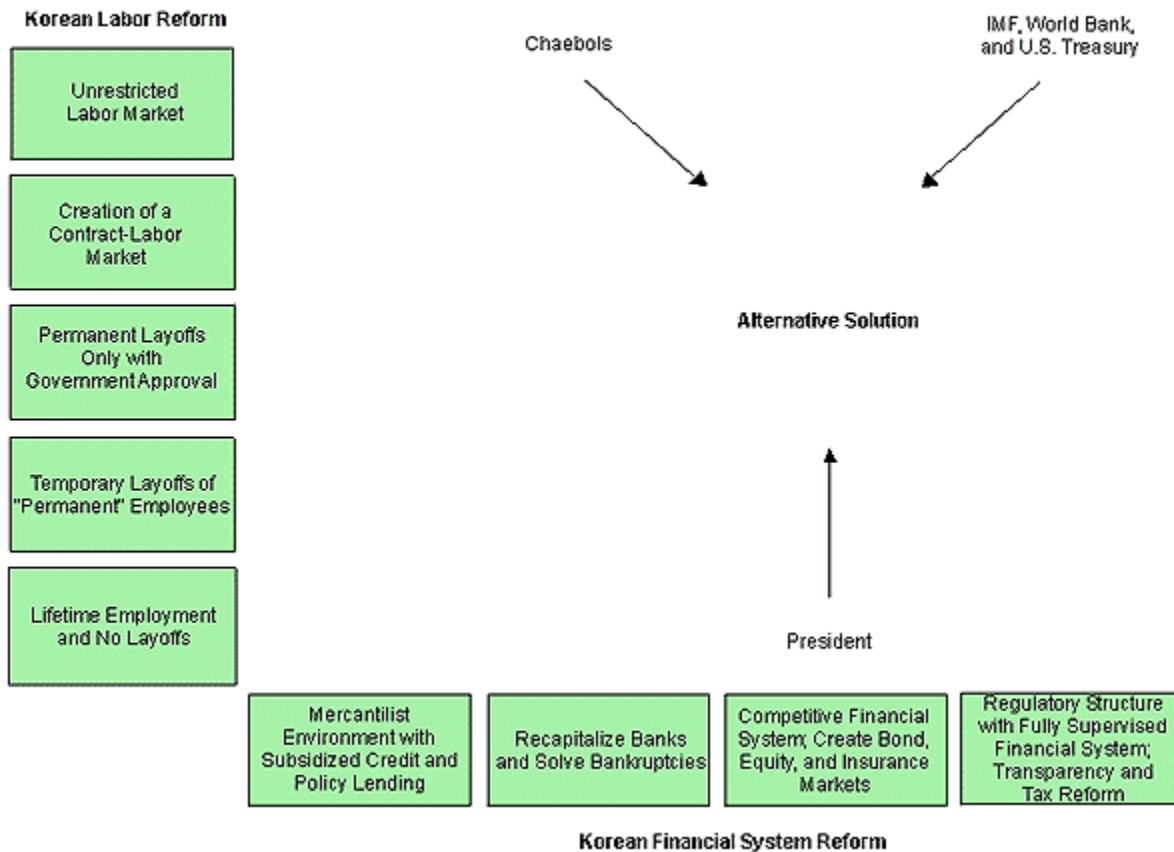 Korean Labor Reform
Unrestricted
Labor Market
Creation of a
Contract-Labor
Market
Permanent Layoffs
Only with
Government Approval
Temporary Layoffs of
"Permanent" Employees
Lifetime Employment
and No Layoffs
Chaebols
IMF, World Bank,
and U.S. Treasury
Alternative Solution
President
Mercantilist
Environment with
Subsidized Credit and
Policy Lending
Recapitalize Banks
and Solve Bankruptcies
Competitive Financial
System; Create Bond,
Equity, and Insurance
Markets
Regulatory Structure
with Fully Supervised
Financial System;
Transparency and
Tax Reform
Korean Financial System Reform